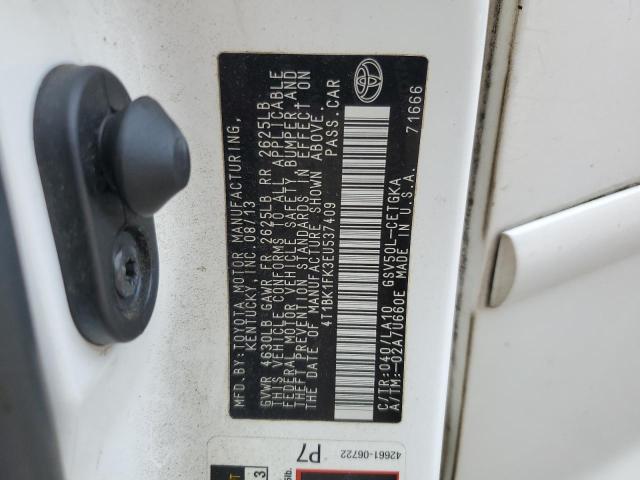 MFD.BY:TOYOTA MOTOR MANUFACTURING,
KENTUCKY, INC. 08/13
GVWR 4630LB GAWR FR 2625LB RR 2625LB
THIS VEHICLE CONFORMS TO ALL APPLICABLE
FEDERAL MOTOR VEHICLE SAFETY, BUMPER,AND
THEFT PREVENTION STANDARDS IN EFFECT ON
THE DATE OF MANUFACTURE SHOWN ABOVE.
4T1BK1FK3EU537409 PASS.CAR
C/TR:040/LA10 GSV50L-CETGKA
A/TM:-02A/U660E MADE IN U.S.A. 71666
42661-06722
P7